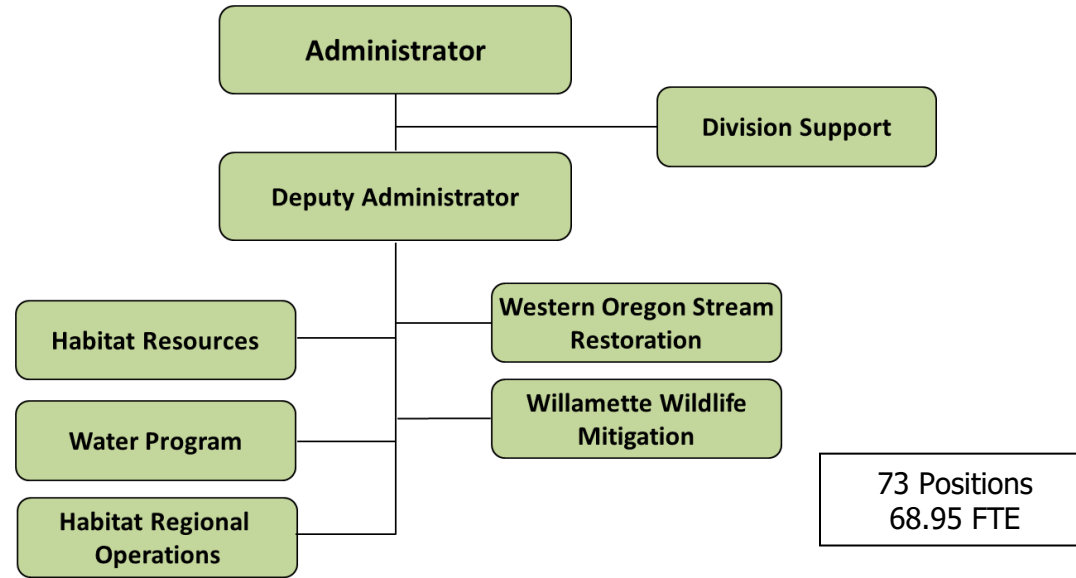 Administrator
Division Support
Deputy Administrator
Habitat Resources
Water Program
Habitat Regional
Operations
Western Oregon Stream
Restoration
Willamette Wildlife
Mitigation
73 Positions
68.95 FTE